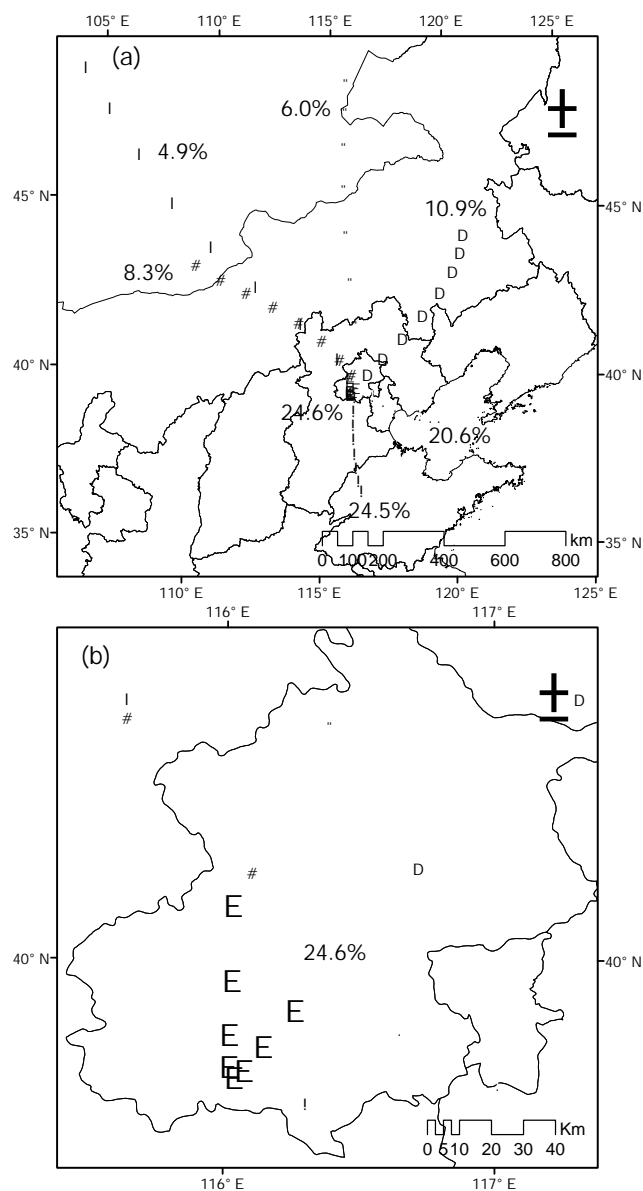 105° E 110° E 115° E 120° E 125° E
(a)
6.0%
4.9%
45° N
45° N
10.9%
8.3%
40° N
40° N
24.6%
20.6%
24.5%
35° N
35° N
km
0 100 200 400 600 800
110° E 115° E 120° E 125° E
116° E 117° E
(b)
I
D
#
"
#
D
E
24.6%
40° N
40° N
E
E
E
E
E
E
E
!
Km
0 5 10 20 30 40
116° E 117° E